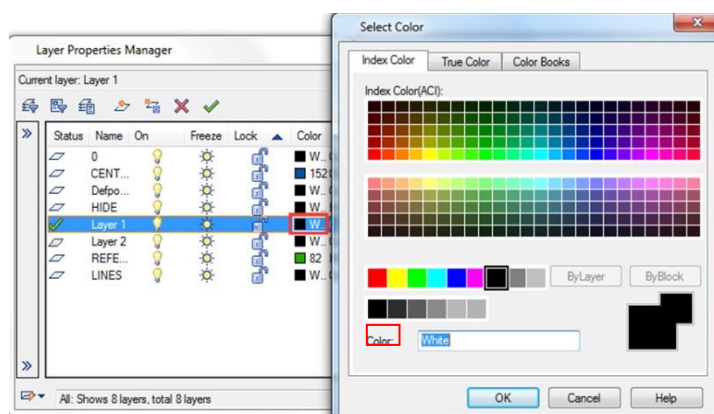 Layer Properties Manager
Current layer: Layer 1
Status Name On Freeze Lock Color
0 W..
CENT... 152
Defpo... W..
HIDE W..
Layer 1 W
Layer 2 W..
REFE... 82
LINES W..
All: Shows 8 layers, total 8 layers
Select Color
Index Color True Color Color Books
Index Color(ACI):
ByLayer ByBlock
Color: White
OK Cancel Help